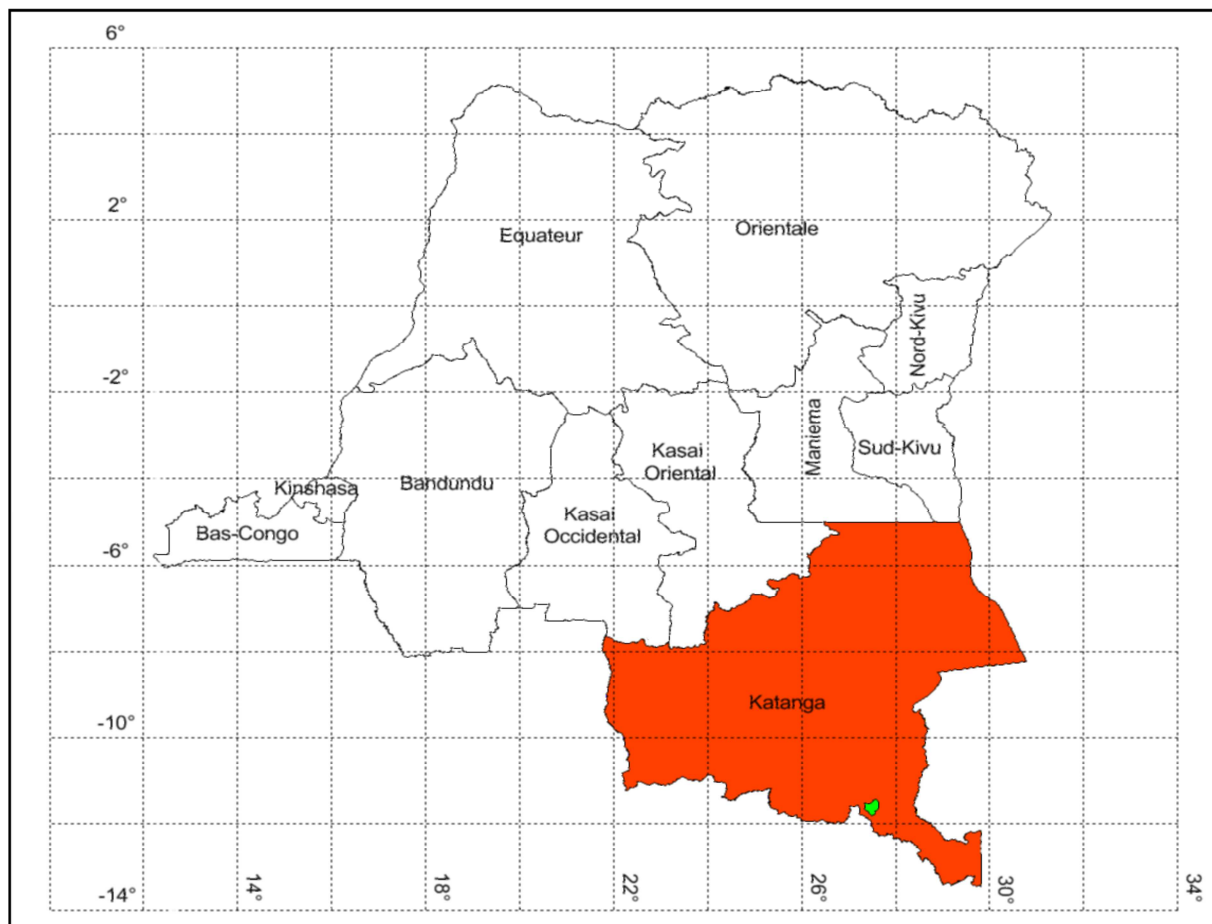 6°
2°
Equateur
Orientale
Nord-Kivu
-2°
Maniema
Sud-Kivu
Kasai
Oriental
Kinshasa
Bandundu
Bas-Congo
Kasai
Occidental
-6°
Katanga
-10°
-14°
14°
18°
22°
26°
30°
34°